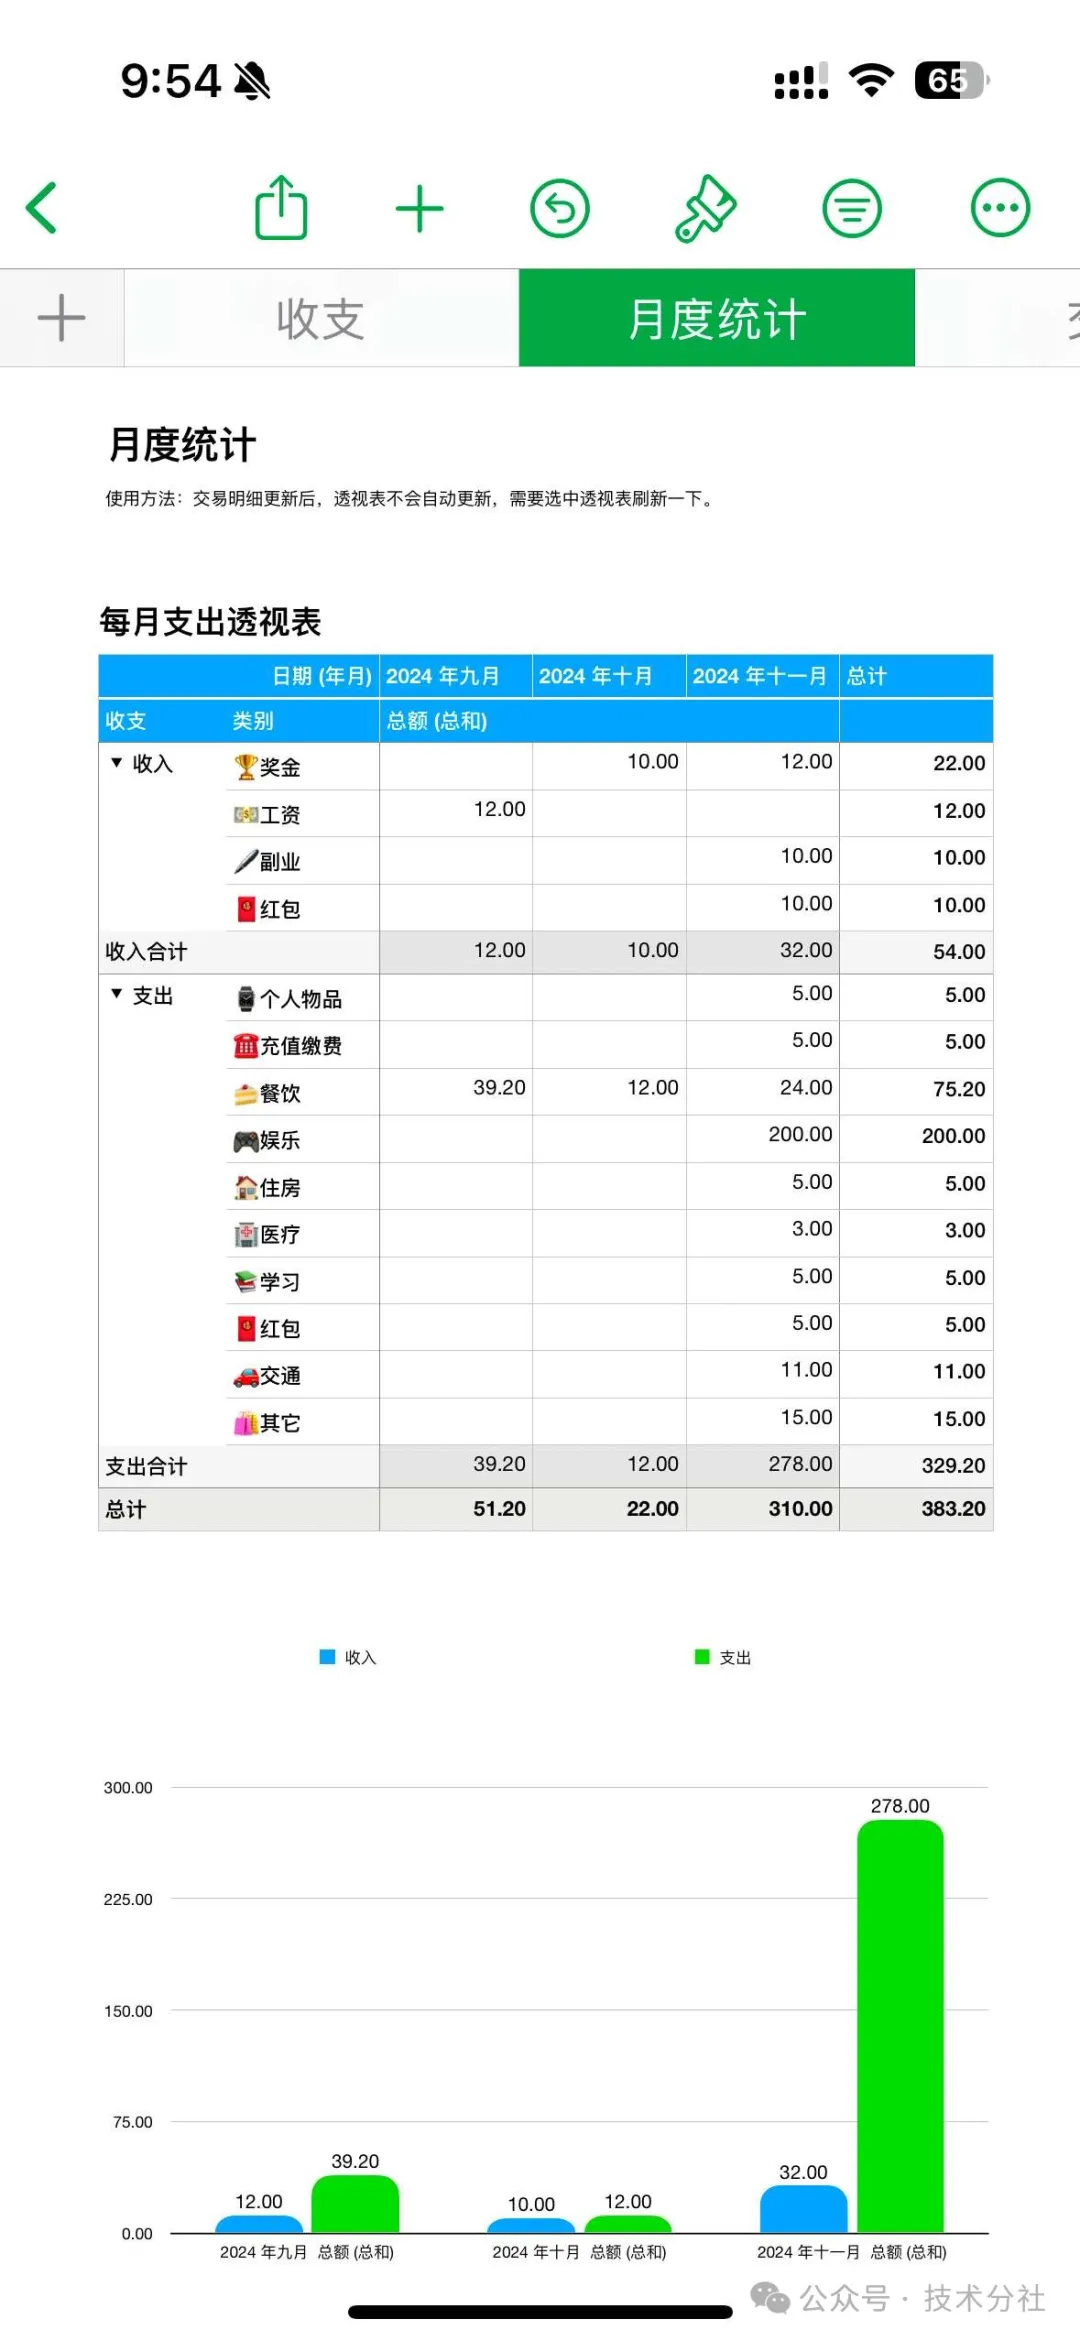 9:54
65
收支
月度统计
月度统计
使用方法：交易明细更新后，透视表不会自动更新，需要选中透视表刷新一下。
每月支出透视表
日期 (年月) 2024 年九月 2024 年十月 2024 年十一月 总计
收支 类别 总额 (总和)
▼ 收入 🏆奖金 10.00 12.00 22.00
💵工资 12.00 12.00
🖊副业 10.00 10.00
🧧红包 10.00 10.00
收入合计 12.00 10.00 32.00 54.00
▼ 支出 ⌚个人物品 5.00 5.00
☎️充值缴费 5.00 5.00
🍰餐饮 39.20 12.00 24.00 75.20
🎮娱乐 200.00 200.00
🏠住房 5.00 5.00
🏥医疗 3.00 3.00
📚学习 5.00 5.00
🧧红包 5.00 5.00
🚗交通 11.00 11.00
🛍️其它 15.00 15.00
支出合计 39.20 12.00 278.00 329.20
总计 51.20 22.00 310.00 383.20
收入 支出
300.00
278.00
225.00
150.00
75.00
39.20
32.00
12.00 10.00 12.00
0.00
2024 年九月 总额 (总和) 2024 年十月 总额 (总和) 2024 年十一月 总额 (总和)
公众号 · 技术分社